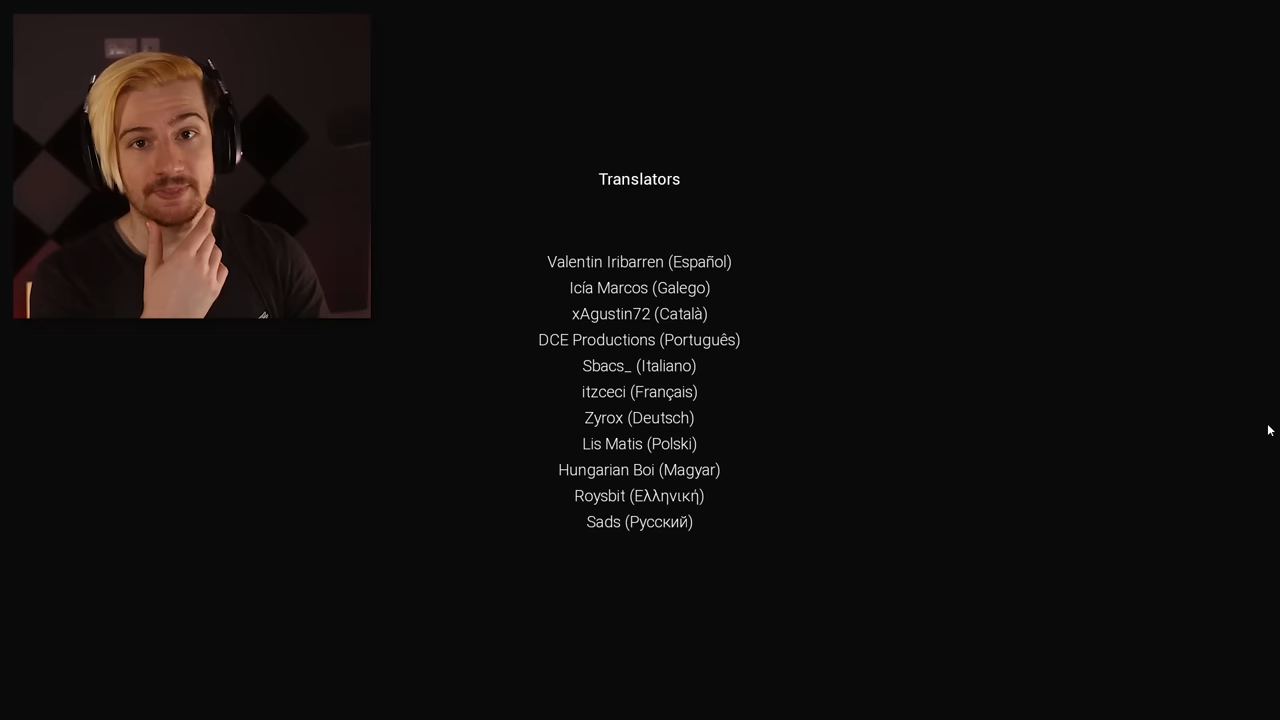 Translators
Valentin Iribarren (Español)
Icía Marcos (Galego)
xAgustin72 (Català)
DCE Productions (Português)
Sbacs_ (Italiano)
itzceci (Français)
Zyrox (Deutsch)
Lis Matis (Polski)
Hungarian Boi (Magyar)
Roysbit (Ελληνική)
Sads (Русский)